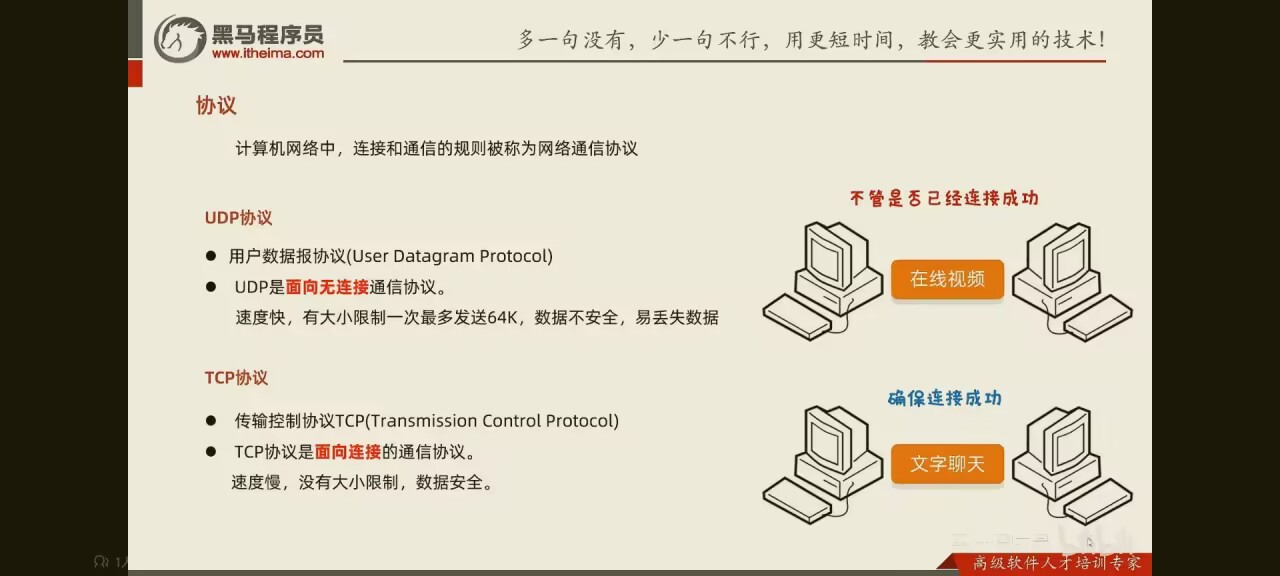 黑马程序员
www.itheima.com
多一句没有，少一句不行，用更短时间，教会更实用的技术！
协议
计算机网络中，连接和通信的规则被称为网络通信协议
UDP协议
● 用户数据报协议(User Datagram Protocol)
● UDP是面向无连接通信协议。
速度快，有大小限制一次最多发送64K，数据不安全，易丢失数据
不管是否已经连接成功
在线视频
TCP协议
● 传输控制协议TCP(Transmission Control Protocol)
● TCP协议是面向连接的通信协议。
速度慢，没有大小限制，数据安全。
确保连接成功
文字聊天
高级软件人才培训专家